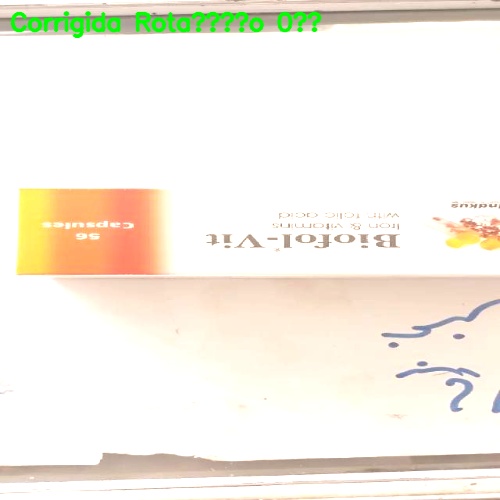 Corrigida Rota????o 0??
Biofol-Vit
Iron & vitamins
with folic acid
56
Capsules